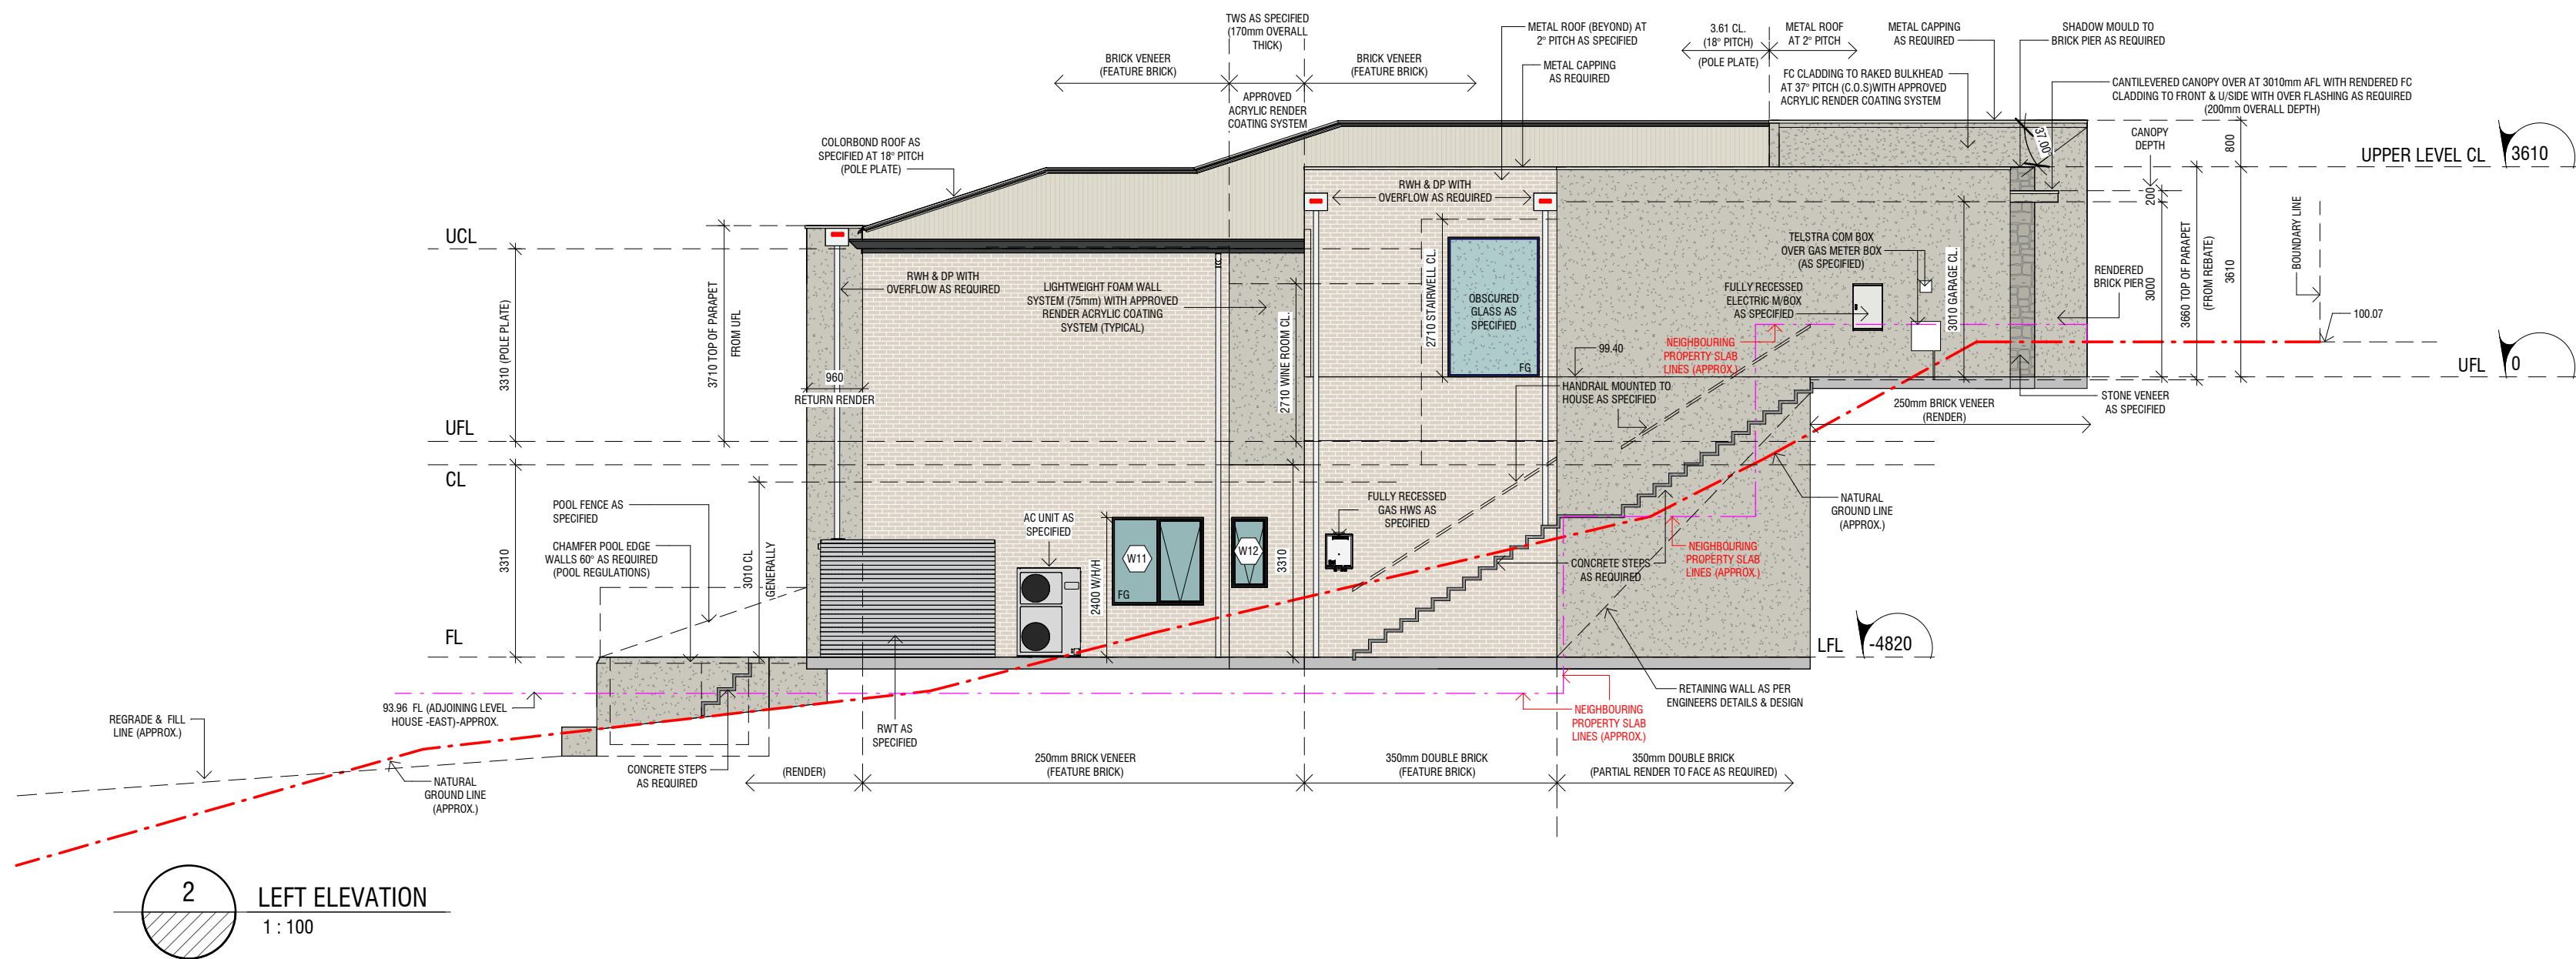 TWS AS SPECIFIED
(170mm OVERALL
THICK)
BRICK VENEER
(FEATURE BRICK)
BRICK VENEER
(FEATURE BRICK)
APPROVED
ACRYLIC RENDER
COATING SYSTEM
METAL ROOF (BEYOND) AT
2° PITCH AS SPECIFIED
METAL CAPPING
AS REQUIRED
3.61 CL.
(18° PITCH)
(POLE PLATE)
METAL ROOF
AT 2° PITCH
METAL CAPPING
AS REQUIRED
SHADOW MOULD TO
BRICK PIER AS REQUIRED
FC CLADDING TO RAKED BULKHEAD
AT 37° PITCH (C.O.S)WITH APPROVED
ACRYLIC RENDER COATING SYSTEM
CANTILEVERED CANOPY OVER AT 3010mm AFL WITH RENDERED FC
CLADDING TO FRONT & U/SIDE WITH OVER FLASHING AS REQUIRED
(200mm OVERALL DEPTH)
COLORBOND ROOF AS
SPECIFIED AT 18° PITCH
(POLE PLATE)
37.00°
CANOPY
DEPTH
800
UPPER LEVEL CL
3610
RWH & DP WITH
OVERFLOW AS REQUIRED
200
UCL
RWH & DP WITH
OVERFLOW AS REQUIRED
LIGHTWEIGHT FOAM WALL
SYSTEM (75mm) WITH APPROVED
RENDER ACRYLIC COATING
SYSTEM (TYPICAL)
2710 STAIRWELL CL.
OBSCURED
GLASS AS
SPECIFIED
FG
TELSTRA COM BOX
OVER GAS METER BOX
(AS SPECIFIED)
FULLY RECESSED
ELECTRIC M/BOX
AS SPECIFIED
3010 GARAGE CL.
RENDERED
BRICK PIER
3000
3660 TOP OF PARAPET
(FROM REBATE)
3610
BOUNDARY LINE
100.07
3310 (POLE PLATE)
3710 TOP OF PARAPET
FROM UFL
960
RETURN RENDER
2710 WINE ROOM CL.
99.40
NEIGHBOURING
PROPERTY SLAB
LINES (APPROX.)
HANDRAIL MOUNTED TO
HOUSE AS SPECIFIED
UFL
0
STONE VENEER
AS SPECIFIED
250mm BRICK VENEER
(RENDER)
UFL
CL
POOL FENCE AS
SPECIFIED
CHAMFER POOL EDGE
WALLS 60° AS REQUIRED
(POOL REGULATIONS)
3310
3010 CL
GENERALLY
AC UNIT AS
SPECIFIED
2400 W/H/H
W11
FG
W12
3310
FULLY RECESSED
GAS HWS AS
SPECIFIED
NATURAL
GROUND LINE
(APPROX.)
CONCRETE STEPS
AS REQUIRED
NEIGHBOURING
PROPERTY SLAB
LINES (APPROX.)
FL
LFL
-4820
RETAINING WALL AS PER
ENGINEERS DETAILS & DESIGN
93.96 FL (ADJOINING LEVEL
HOUSE -EAST)-APPROX.
REGRADE & FILL
LINE (APPROX.)
RWT AS
SPECIFIED
NEIGHBOURING
PROPERTY SLAB
LINES (APPROX.)
NATURAL
GROUND LINE
(APPROX.)
CONCRETE STEPS
AS REQUIRED
(RENDER)
250mm BRICK VENEER
(FEATURE BRICK)
350mm DOUBLE BRICK
(FEATURE BRICK)
350mm DOUBLE BRICK
(PARTIAL RENDER TO FACE AS REQUIRED)
2
LEFT ELEVATION
1 : 100